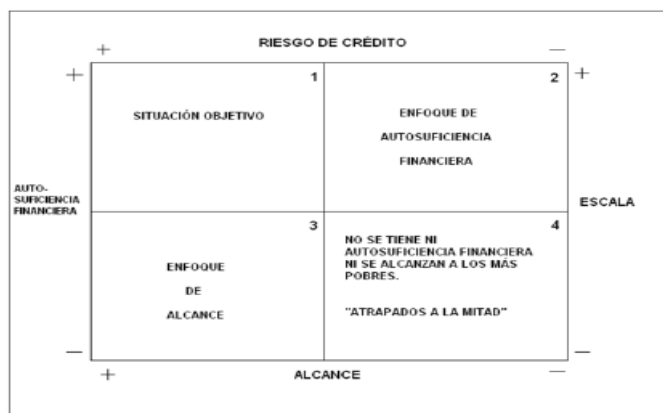 RIESGO DE CRÉDITO
+
—
+
1
2
+
SITUACIÓN OBJETIVO
ENFOQUE DE
AUTOSUFICIENCIA
FINANCIERA
AUTO-
SUFICIENCIA
FINANCIERA
ESCALA
3
4
ENFOQUE
DE
ALCANCE
NO SE TIENE NI
AUTOSUFICIENCIA FINANCIERA
NI SE ALCANZAN A LOS MÁS
POBRES.
"ATRAPADOS A LA MITAD"
—
—
+
ALCANCE
—